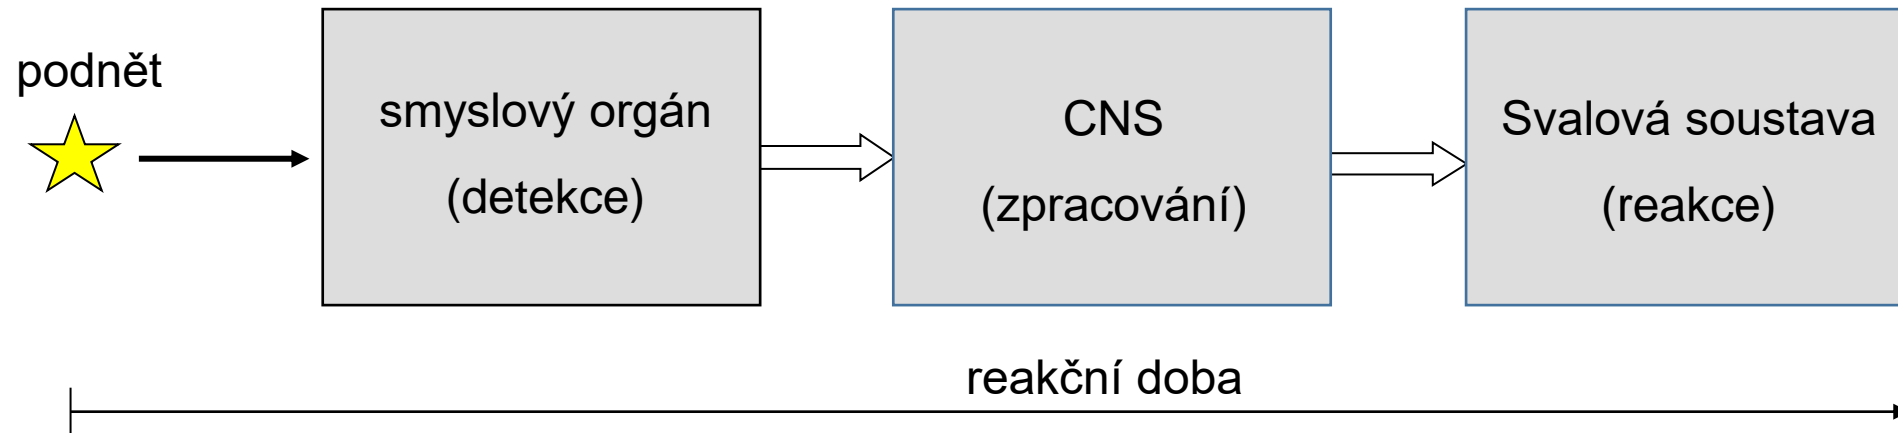 podnět
smyslový orgán
(detekce)
CNS
(zpracování)
Svalová soustava
(reakce)
reakční doba